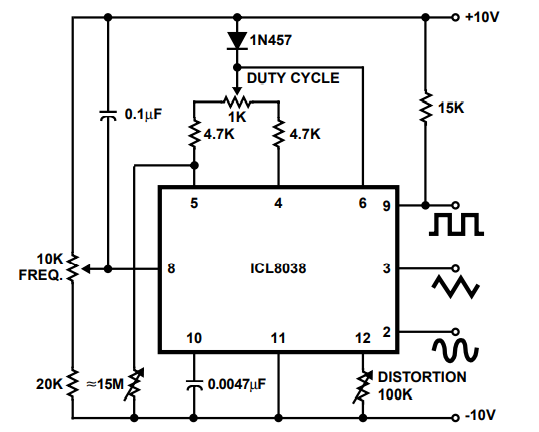 +10V
1N457
DUTY CYCLE
0.1µF
1K
15K
4.7K
4.7K
5
4
6
9
10K
FREQ.
8
ICL8038
3
10
11
12
2
20K
≈15M
0.0047µF
DISTORTION
100K
-10V